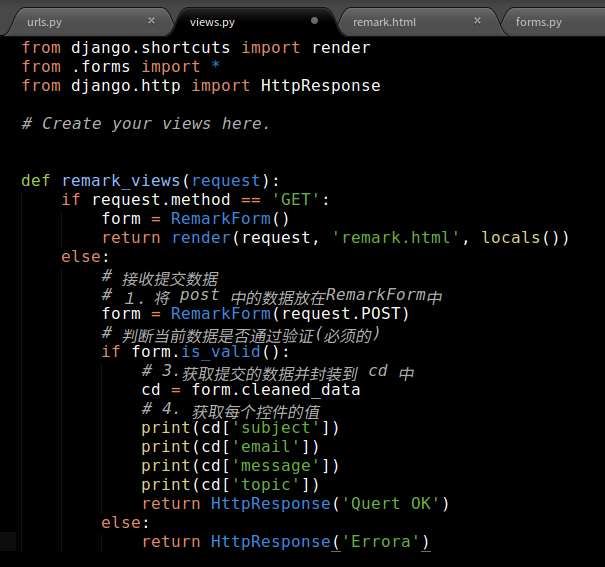 urls.py × views.py ● remark.html × forms.py
from django.shortcuts import render
from .forms import *
from django.http import HttpResponse
# Create your views here.
def remark_views(request):
    if request.method == 'GET':
        form = RemarkForm()
        return render(request, 'remark.html', locals())
    else:
        # 接收提交数据
        # 1. 将 post 中的数据放在RemarkForm中
        form = RemarkForm(request.POST)
        # 判断当前数据是否通过验证(必须的)
        if form.is_valid():
            # 3.获取提交的数据并封装到 cd 中
            cd = form.cleaned_data
            # 4. 获取每个控件的值
            print(cd['subject'])
            print(cd['email'])
            print(cd['message'])
            print(cd['topic'])
            return HttpResponse('Quert OK')
        else:
            return HttpResponse('Errora')